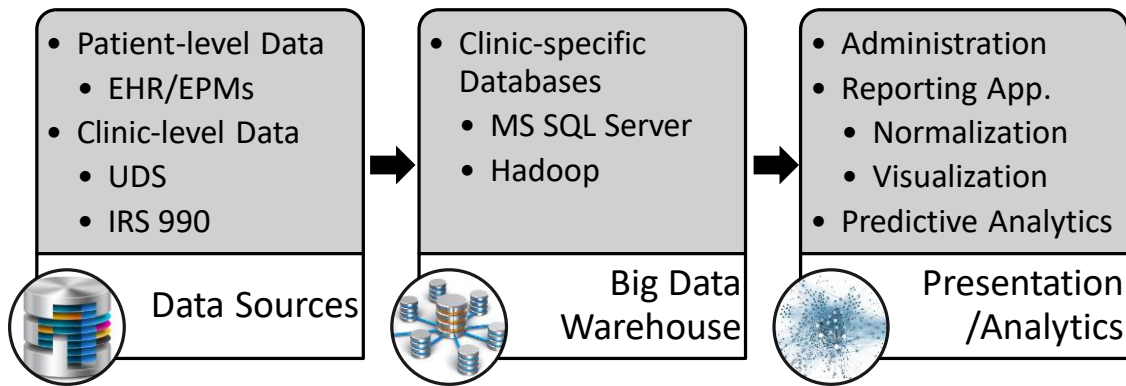 • Patient-level Data
• EHR/EPMs
• Clinic-level Data
• UDS
• IRS 990
Data Sources
• Clinic-specific
Databases
• MS SQL Server
• Hadoop
Big Data
Warehouse
• Administration
• Reporting App.
• Normalization
• Visualization
• Predictive Analytics
Presentation
/Analytics